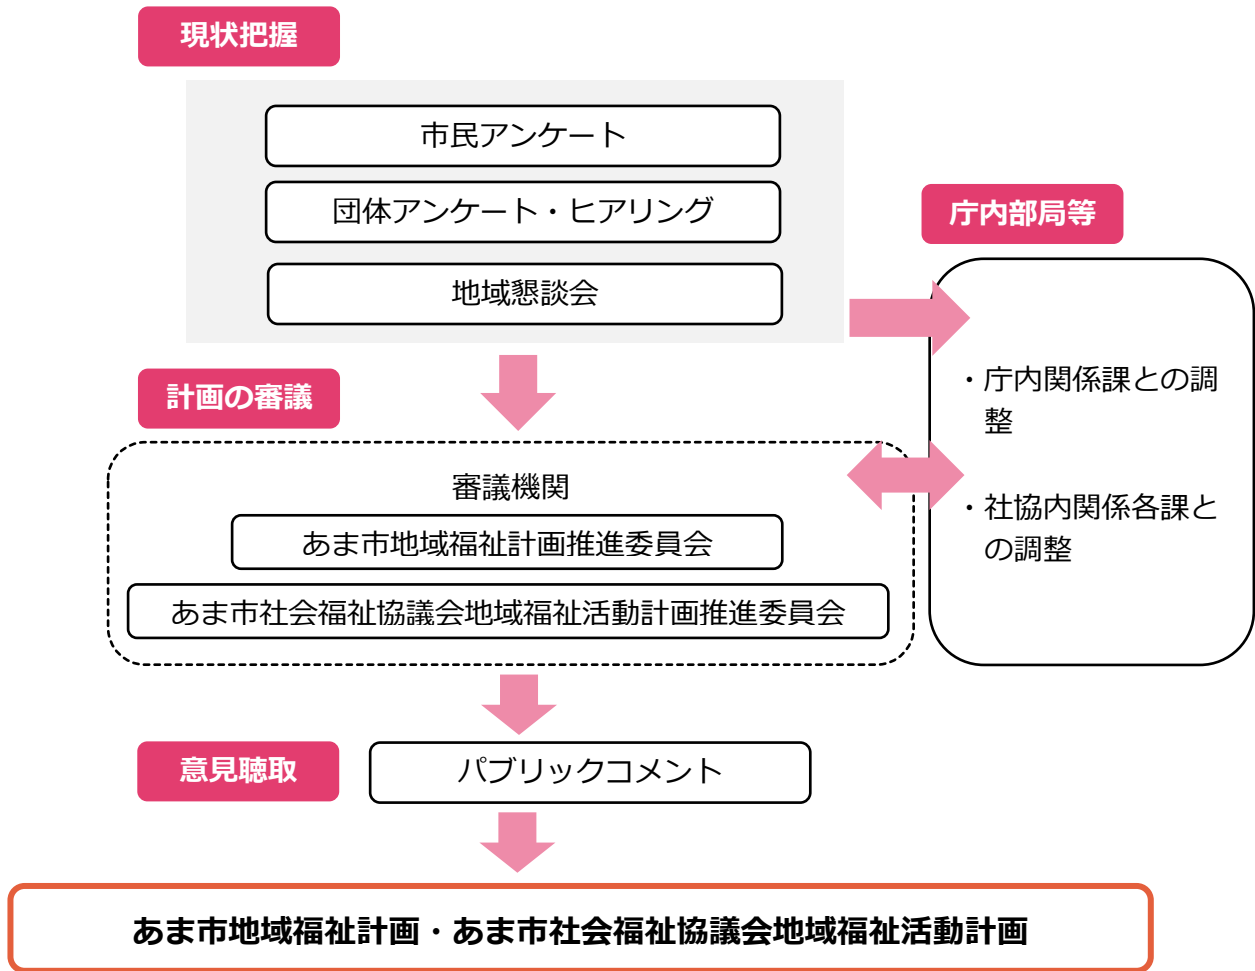 現状把握
市民アンケート
団体アンケート・ヒアリング
地域懇談会
庁内部局等
・庁内関係課との調
整
・社協内関係各課と
の調整
計画の審議
審議機関
あま市地域福祉計画推進委員会
あま市社会福祉協議会地域福祉活動計画推進委員会
意見聴取
パブリックコメント
あま市地域福祉計画・あま市社会福祉協議会地域福祉活動計画